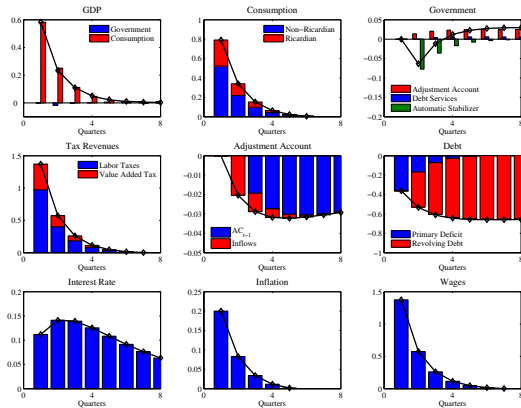 GDP
Consumption
Government
0.6
0.4
0.2
0
Government
Consumption
0 4 8
Quarters
1
0.8
0.6
0.4
0.2
0
Non−Ricardian
Ricardian
0 4 8
Quarters
0.05
0
−0.05
−0.1
−0.15
−0.2
Adjustment Account
Debt Services
Automatic Stabilizer
0 4 8
Quarters
Tax Revenues
Adjustment Account
Debt
1.5
1
0.5
0
Labor Taxes
Value Added Tax
0 4 8
Quarters
0
−0.01
−0.02
−0.03
−0.04
−0.05
AC t−1
Inflows
0 4 8
Quarters
0
−0.2
−0.4
−0.6
−0.8
−1
Primary Deficit
Revolving Debt
0 4 8
Quarters
Interest Rate
Inflation
Wages
0.2
0.15
0.1
0.05
0
0 4 8
Quarters
0.25
0.2
0.15
0.1
0.05
0
0 4 8
Quarters
1.5
1
0.5
0
0 4 8
Quarters